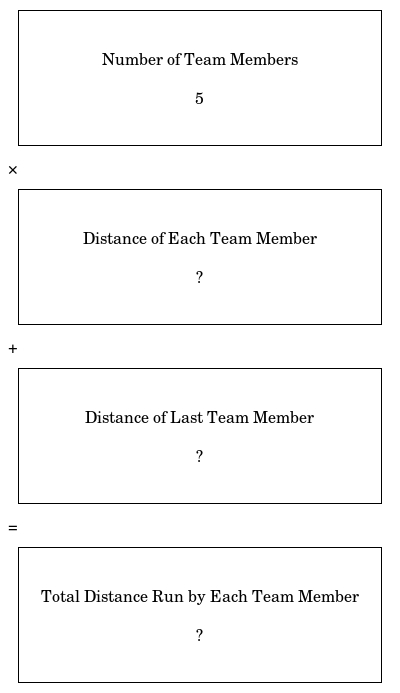 Number of Team Members
5
×
Distance of Each Team Member
?
+
Distance of Last Team Member
?
=
Total Distance Run by Each Team Member
?